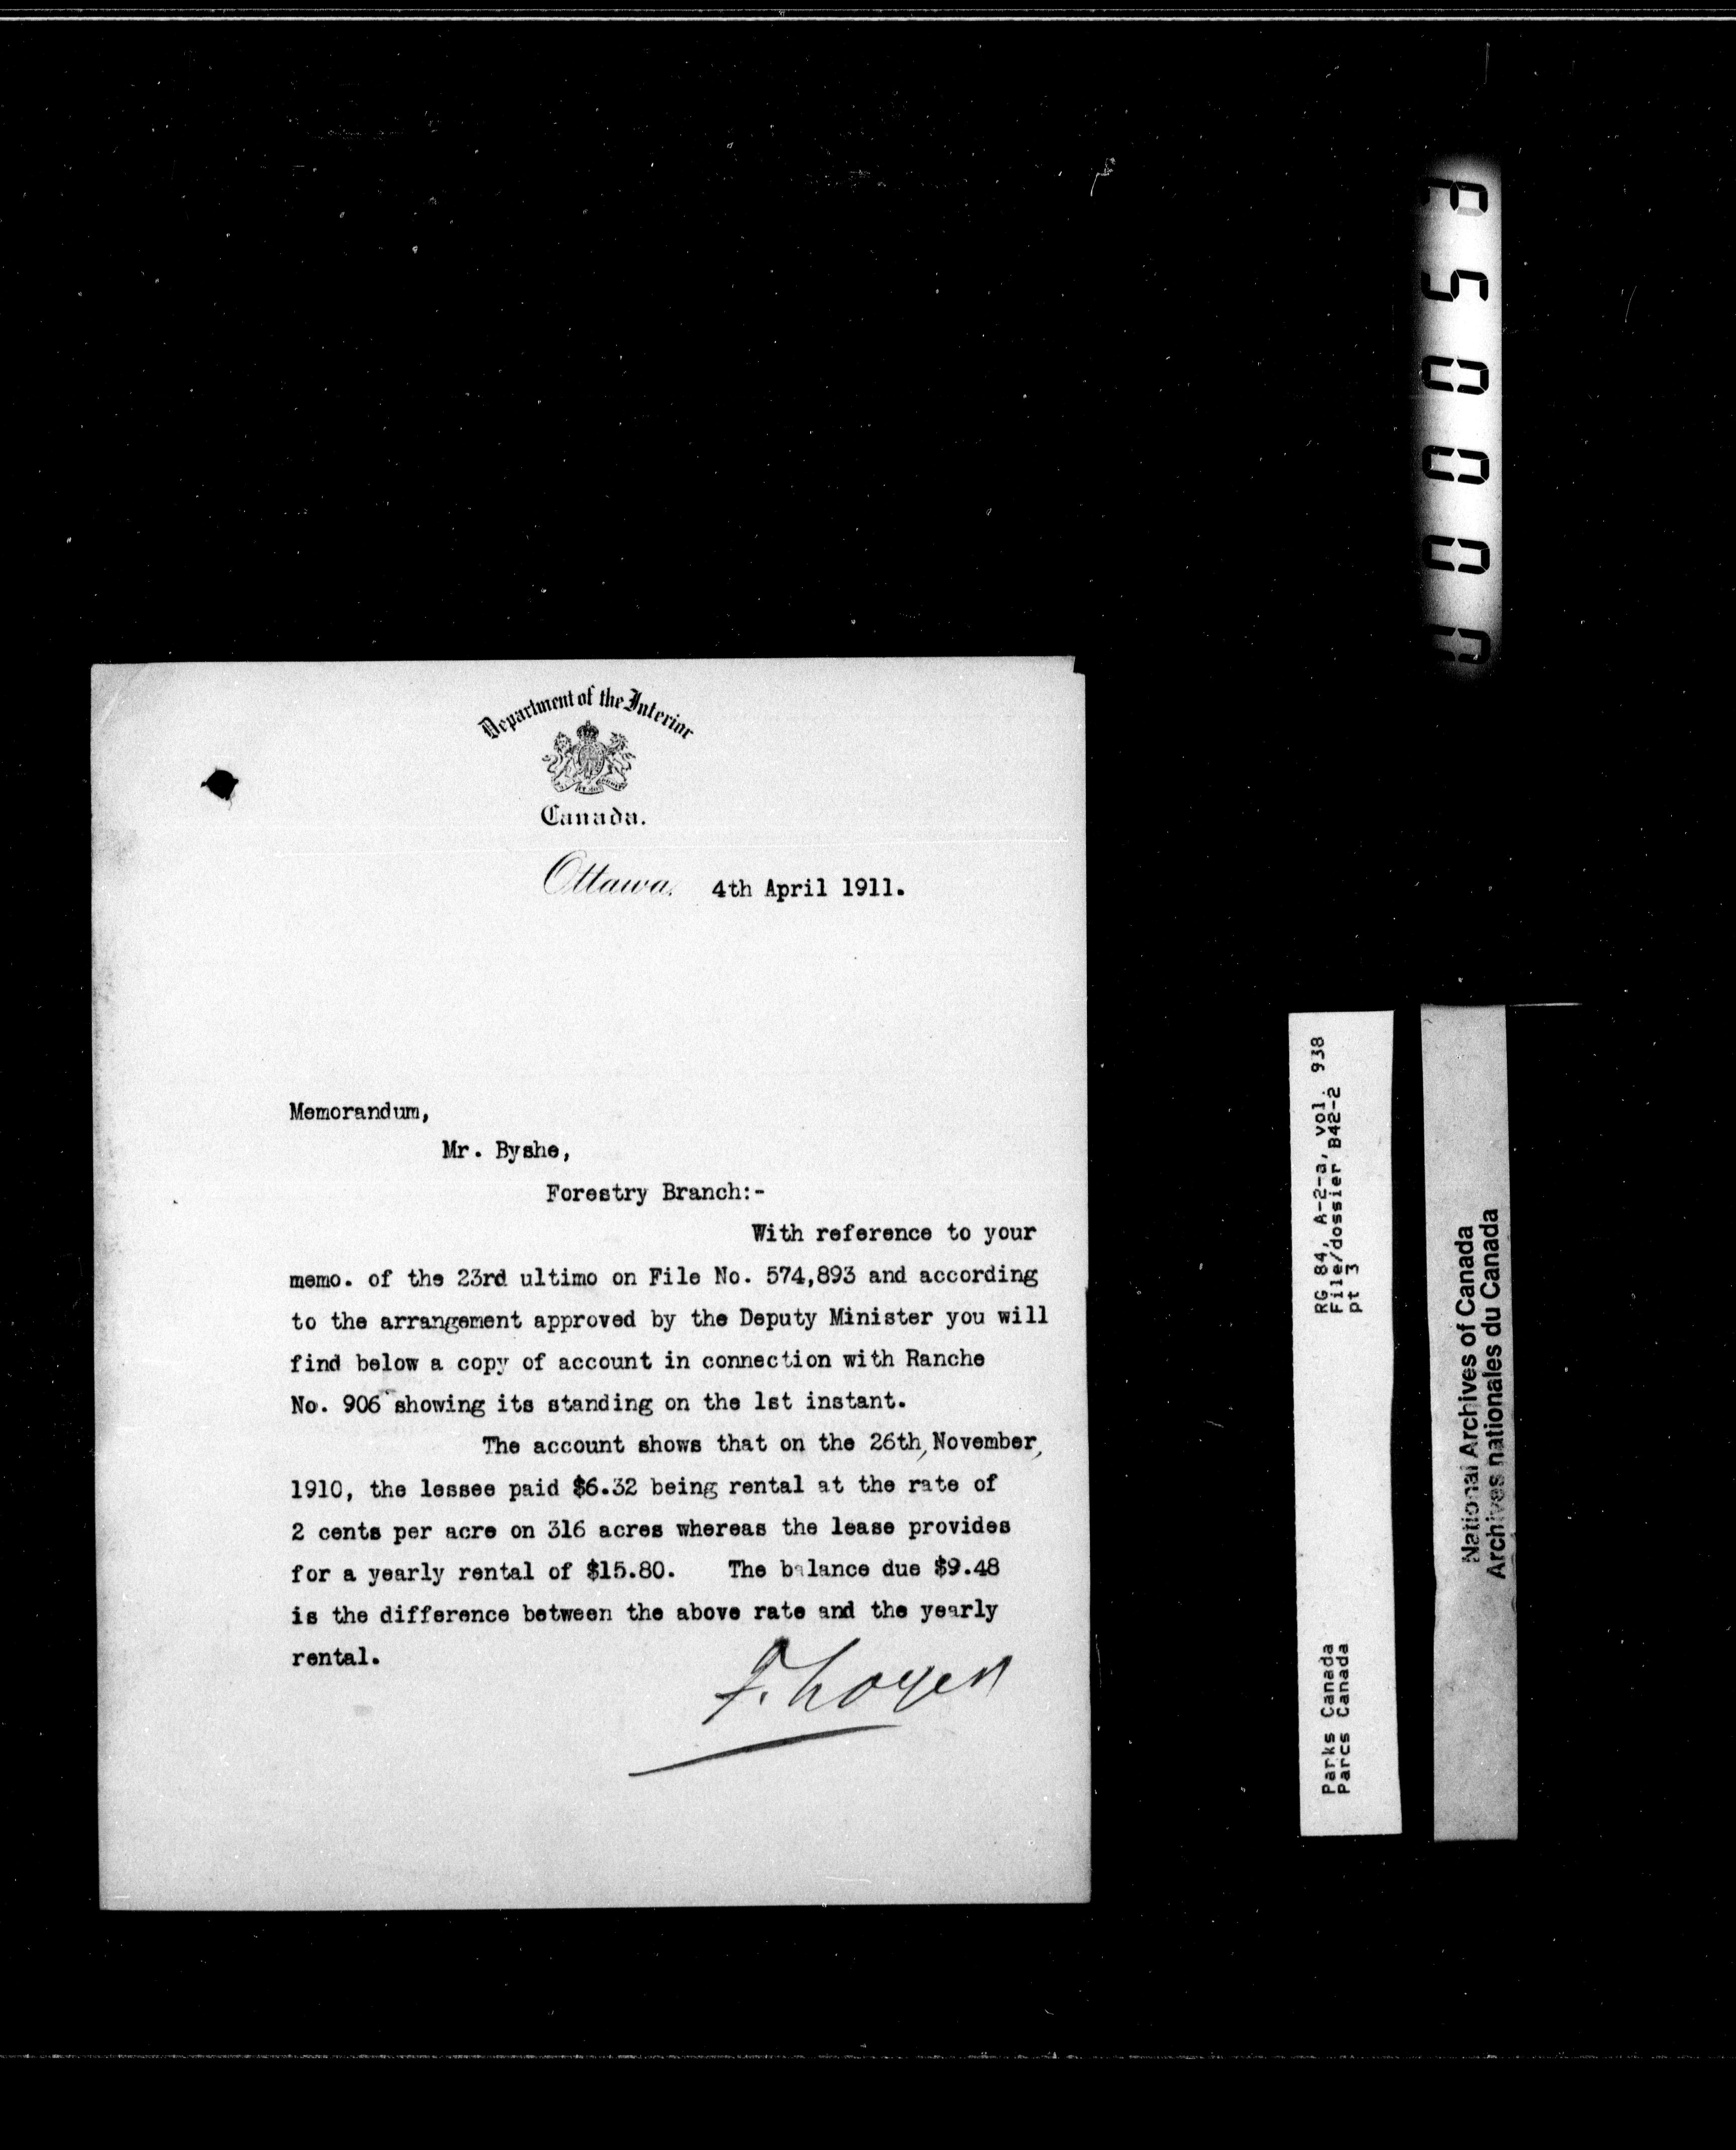 Department of the Interior
Canada.
Ottawa, 4th April 1911.
Memorandum,
Mr. Byshe,
Forestry Branch:-
With reference to your
memo. of the 23rd ultimo on File No. 574,893 and according
to the arrangement approved by the Deputy Minister you will
find below a copy of account in connection with Ranche
No. 906 showing its standing on the 1st instant.
The account shows that on the 26th, November,
1910, the lessee paid $6.32 being rental at the rate of
2 cents per acre on 316 acres whereas the lease provides
for a yearly rental of $15.80. The balance due $9.48
is the difference between the above rate and the yearly
rental.
RG 84, A-2-a, vol. 938
File/dossier B42-2
pt 3
Parks Canada
Parcs Canada
National Archives of Canada
Archives nationales du Canada